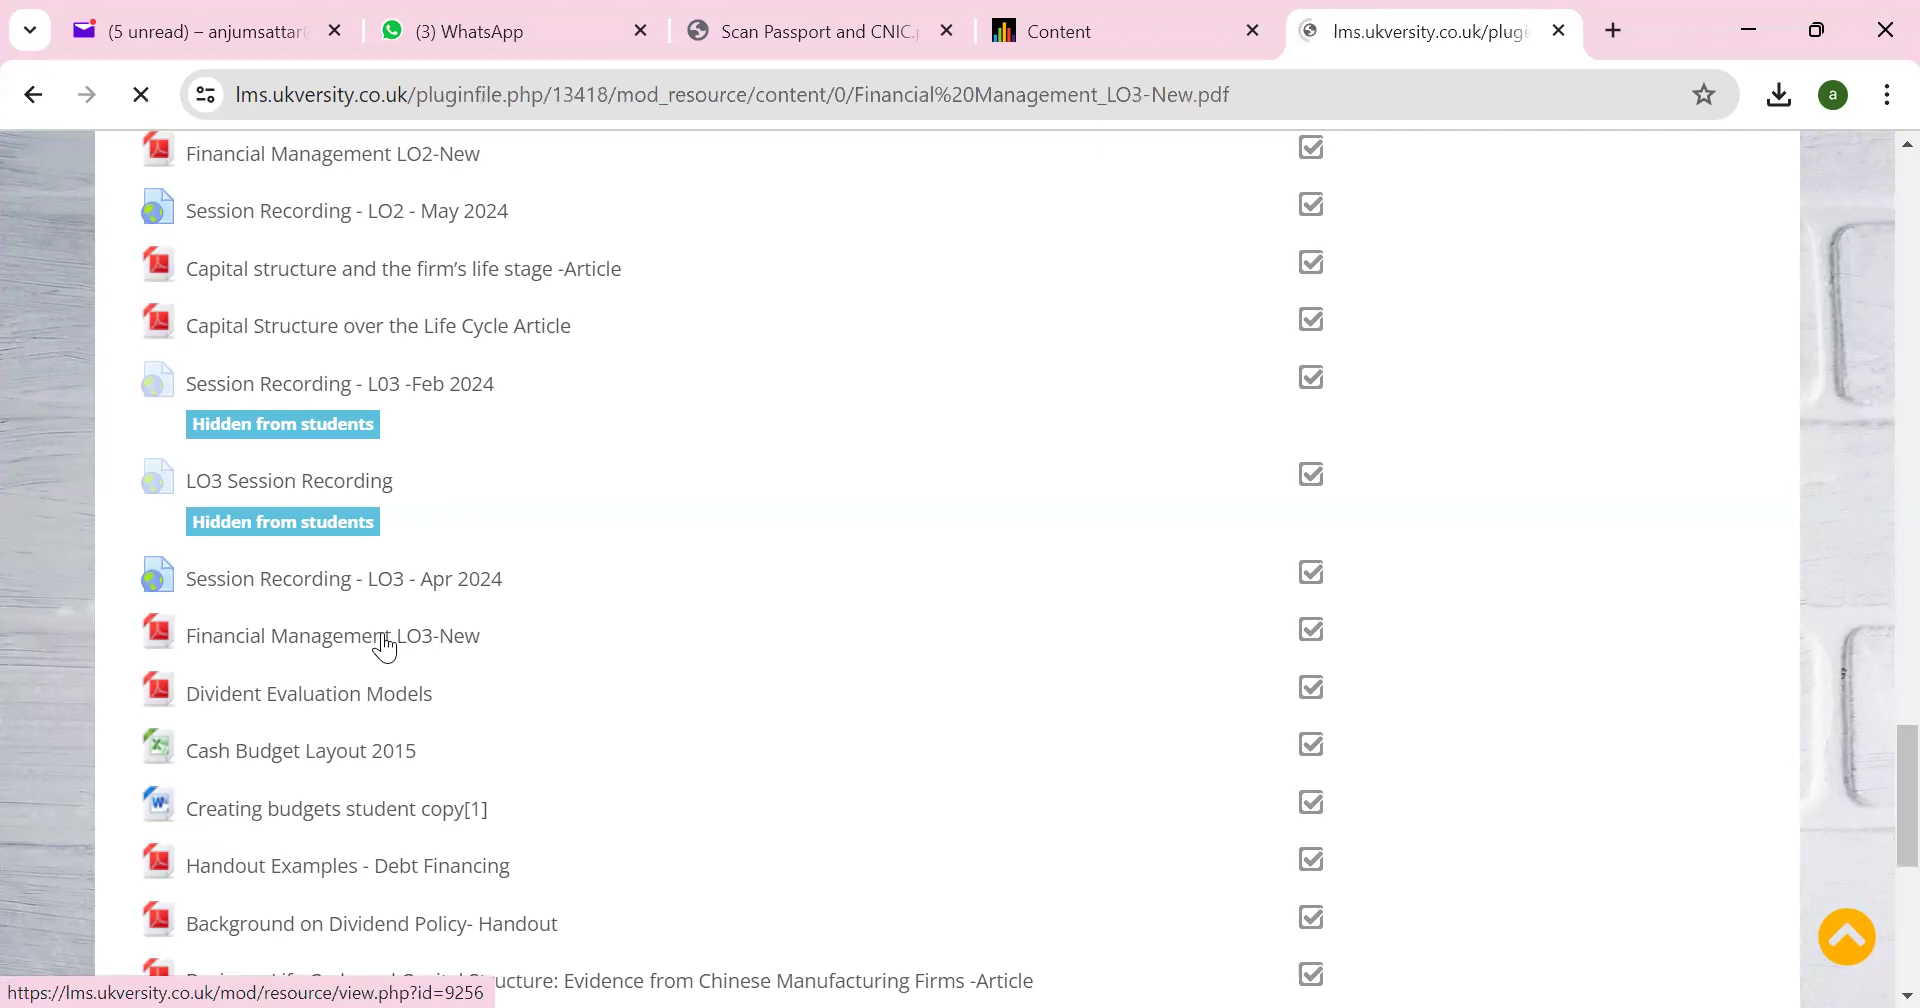 (5 unread) – anjumsattar
(3) WhatsApp
Scan Passport and CNIC.
Content
lms.ukversity.co.uk/pluge
lms.ukversity.co.uk/pluginfile.php/13418/mod_resource/content/0/Financial%20Management_LO3-New.pdf
a
Financial Management LO2-New
Session Recording - LO2 - May 2024
Capital structure and the firm’s life stage -Article
Capital Structure over the Life Cycle Article
Session Recording - L03 -Feb 2024
Hidden from students
LO3 Session Recording
Hidden from students
Session Recording - LO3 - Apr 2024
Financial Management LO3-New
Divident Evaluation Models
Cash Budget Layout 2015
Creating budgets student copy[1]
Handout Examples - Debt Financing
Background on Dividend Policy- Handout
ucture: Evidence from Chinese Manufacturing Firms -Article
https://lms.ukversity.co.uk/mod/resource/view.php?id=9256